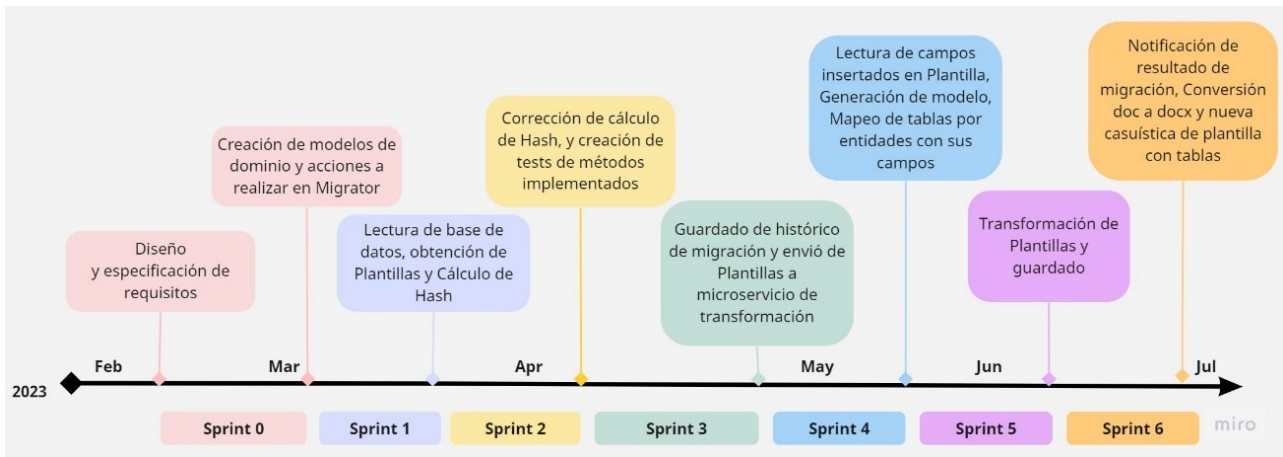 Diseño
y especificación de
requisitos
Creación de modelos de
dominio y acciones a
realizar en Migrator
Lectura de base de
datos, obtención de
Plantillas y Cálculo de
Hash
Corrección de cálculo
de Hash, y creación de
tests de métodos
implementados
Guardado de histórico
de migración y envió de
Plantillas a
microservicio de
transformación
Lectura de campos
insertados en Plantilla,
Generación de modelo,
Mapeo de tablas por
entidades con sus
campos
Transformación de
Plantillas y
guardado
Notificación de
resultado de
migración, Conversión
doc a docx y nueva
casuística de plantilla
con tablas
2023
Feb
Mar
Apr
May
Jun
Jul
Sprint 0
Sprint 1
Sprint 2
Sprint 3
Sprint 4
Sprint 5
Sprint 6
miro